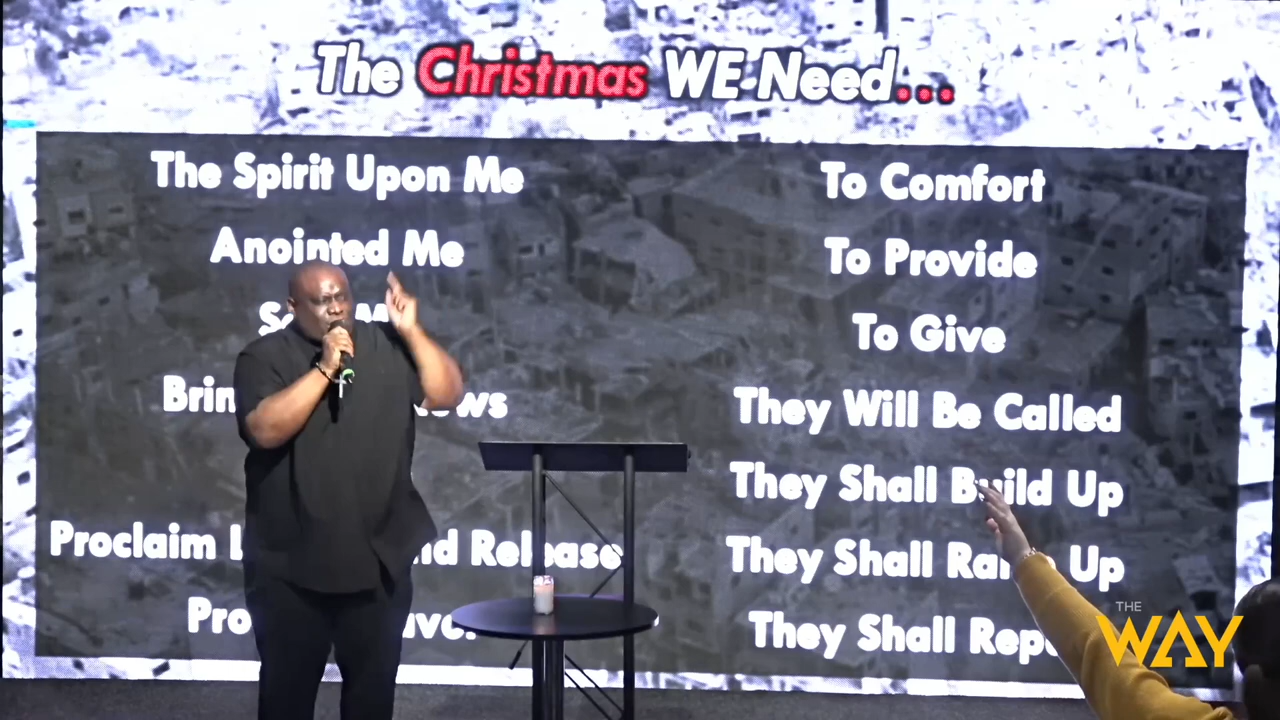 The Christmas WE Need...
The Spirit Upon Me
Anointed Me
Proclaim
Release
To Comfort
To Provide
To Give
They Will Be Called
They Shall Build Up
They Shall Up
They Shall
THE
WAY